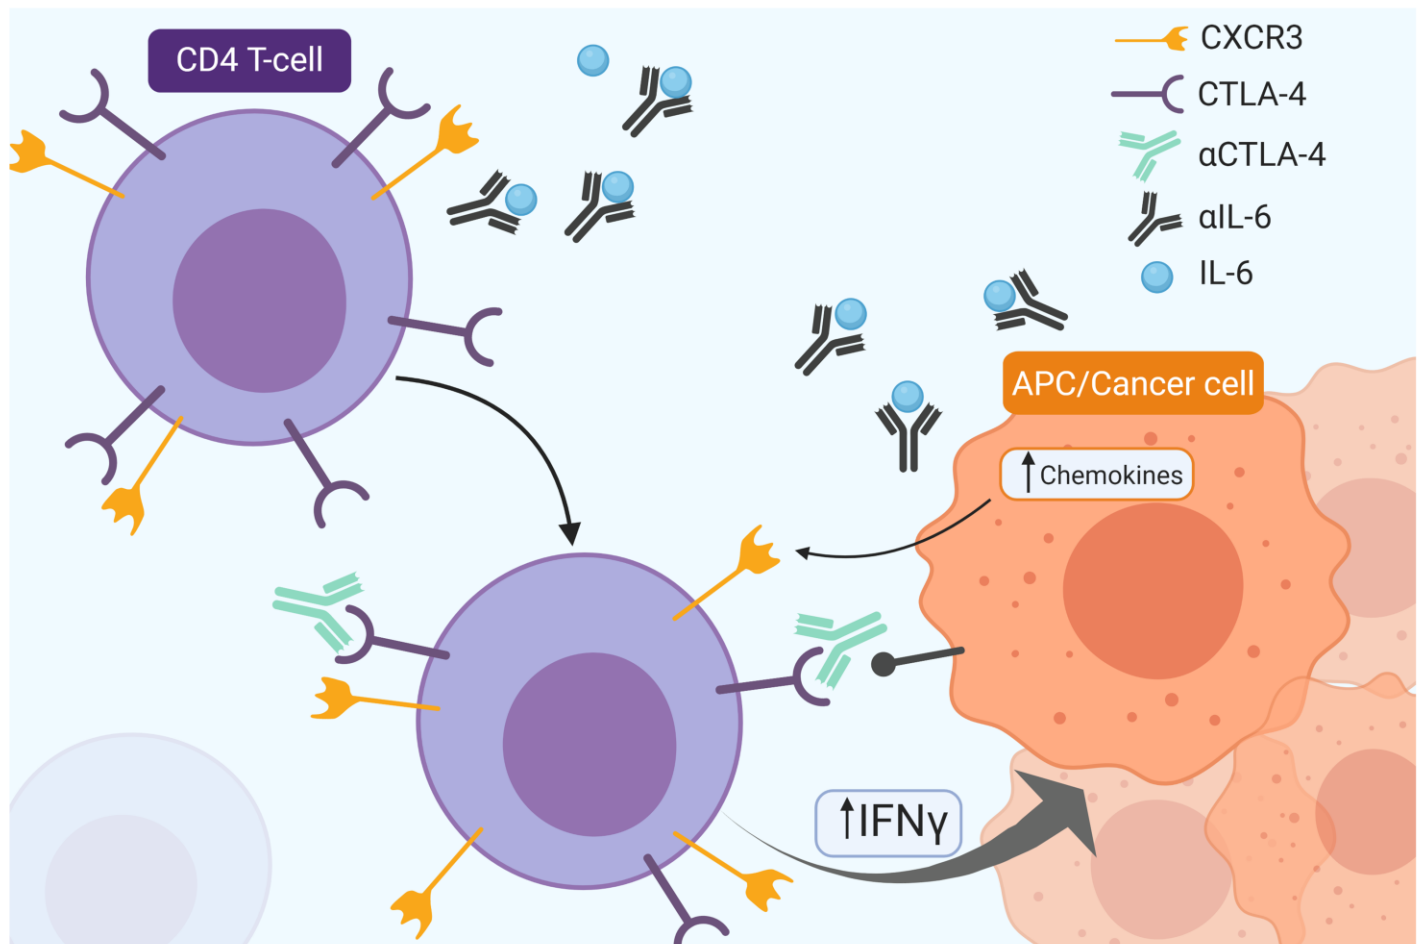 CD4 T-cell
CXCR3
CTLA-4
αCTLA-4
αIL-6
IL-6
APC/Cancer cell
↑ Chemokines
↑IFNγ